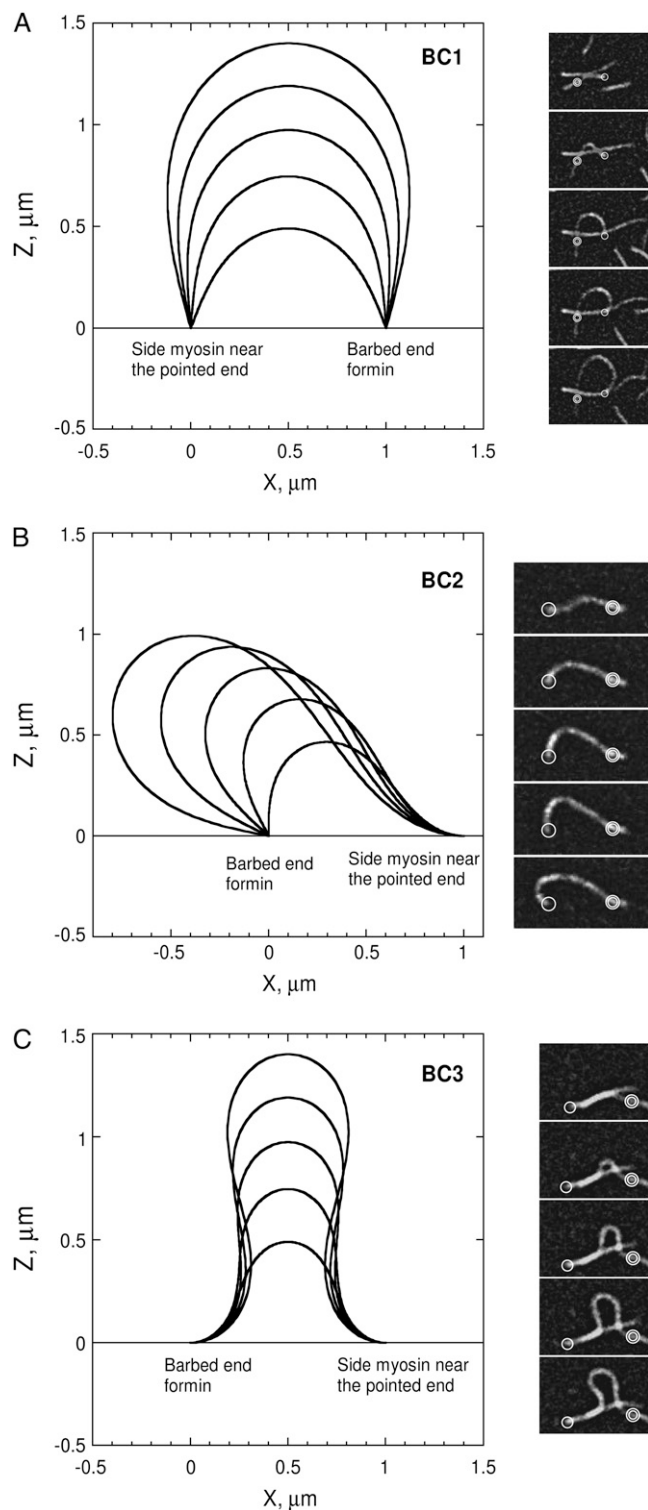 A
BC1
1.5
1
0.5
0
-0.5
Z, μm
Side myosin near
the pointed end
Barbed end
formin
-0.5 0 0.5 1 1.5
X, μm
B
BC2
1.5
1
0.5
0
-0.5
Z, μm
Barbed end
formin
Side myosin near
the pointed end
-0.5 0 0.5 1
X, μm
C
BC3
1.5
1
0.5
0
-0.5
Z, μm
Barbed end
formin
Side myosin near
the pointed end
-0.5 0 0.5 1 1.5
X, μm